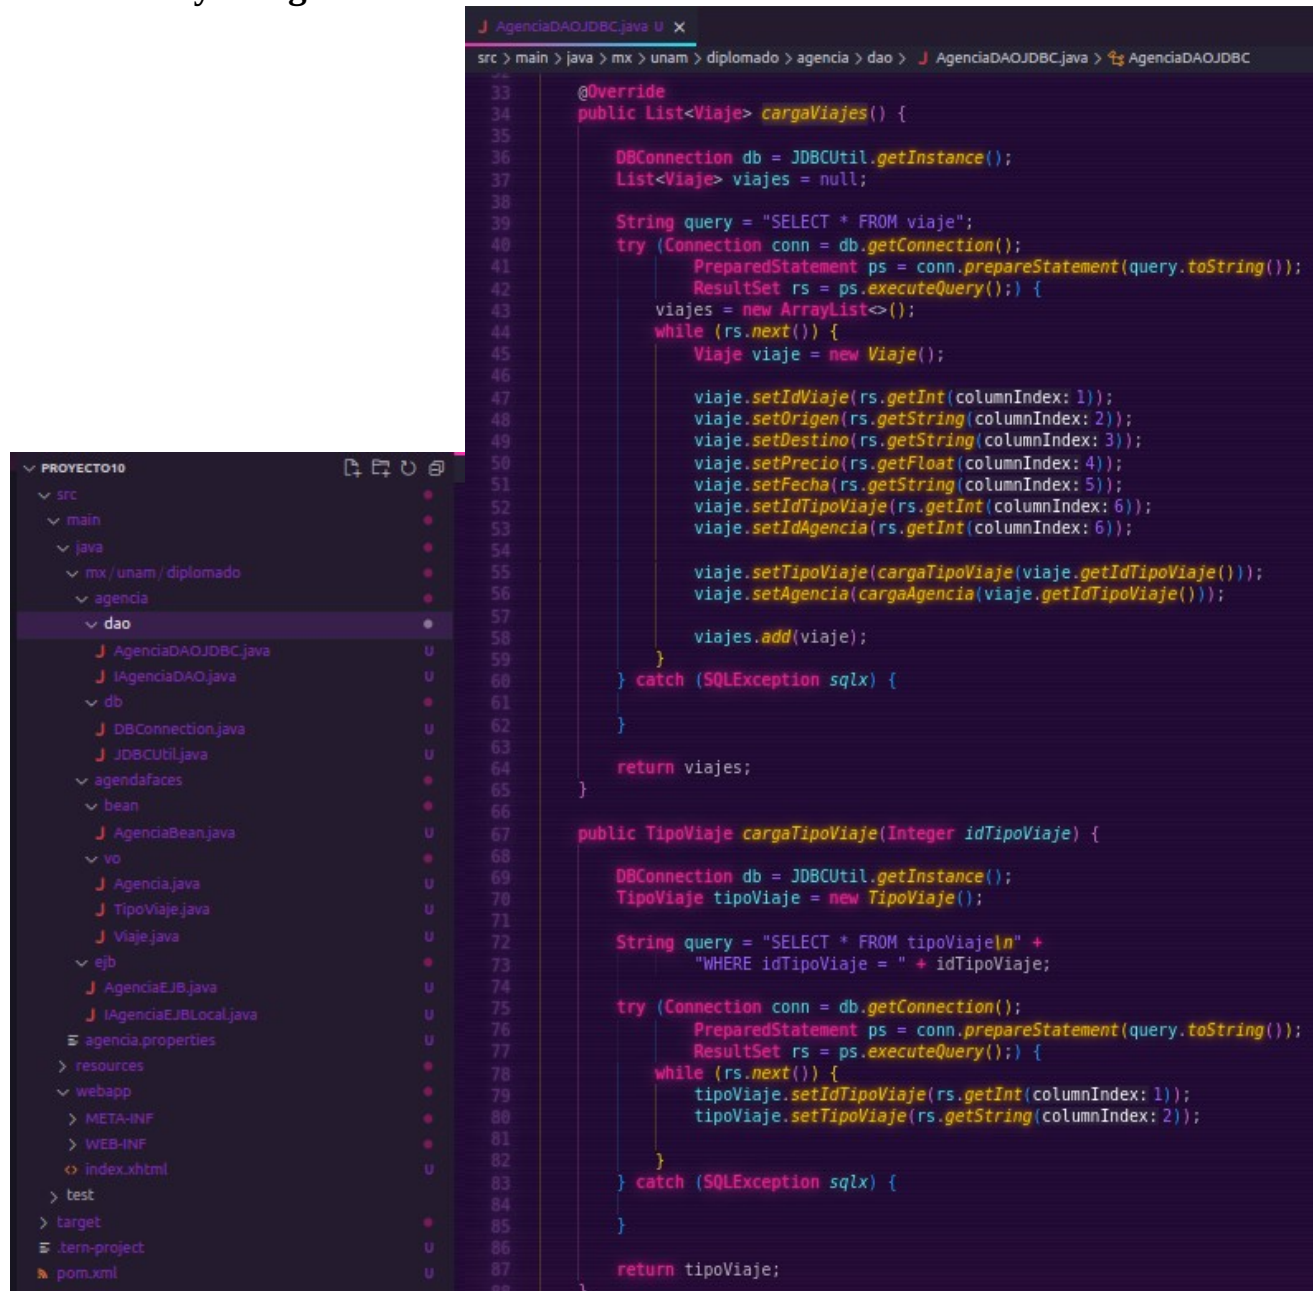 AgenciaDAOJDBC.java U
src > main > java > mx > unam > diplomado > agencia > dao > J AgenciaDAOJDBC.java > AgenciaDAOJDBC
33 @Override
34 public List<Viaje> cargaViajes() {
35
36 DBConnection db = JDBCUtil.getInstance();
37 List<Viaje> viajes = null;
38
39 String query = "SELECT * FROM viaje";
40 try (Connection conn = db.getConnection();
41 PreparedStatement ps = conn.prepareStatement(query.toString());
42 ResultSet rs = ps.executeQuery();) {
43 viajes = new ArrayList<>();
44 while (rs.next()) {
45 Viaje viaje = new Viaje();
46
47 viaje.setIdViaje(rs.getInt(columnIndex: 1));
48 viaje.setOrigen(rs.getString(columnIndex: 2));
49 viaje.setDestino(rs.getString(columnIndex: 3));
50 viaje.setPrecio(rs.getFloat(columnIndex: 4));
51 viaje.setFecha(rs.getString(columnIndex: 5));
52 viaje.setIdTipoViaje(rs.getInt(columnIndex: 6));
53 viaje.setIdAgencia(rs.getInt(columnIndex: 6));
54
55 viaje.setTipoViaje(cargaTipoViaje(viaje.getIdTipoViaje()));
56 viaje.setAgencia(cargaAgencia(viaje.getIdTipoViaje()));
57
58 viajes.add(viaje);
59 }
60 } catch (SQLException sqlx) {
61
62 }
63
64 return viajes;
65 }
66
67 public TipoViaje cargaTipoViaje(Integer idTipoViaje) {
68
69 DBConnection db = JDBCUtil.getInstance();
70 TipoViaje tipoViaje = new TipoViaje();
71
72 String query = "SELECT * FROM tipoViaje\n" +
73 "WHERE idTipoViaje = " + idTipoViaje;
74
75 try (Connection conn = db.getConnection();
76 PreparedStatement ps = conn.prepareStatement(query.toString());
77 ResultSet rs = ps.executeQuery();) {
78 while (rs.next()) {
79 tipoViaje.setIdTipoViaje(rs.getInt(columnIndex: 1));
80 tipoViaje.setTipoViaje(rs.getString(columnIndex: 2));
81
82 }
83 } catch (SQLException sqlx) {
84
85 }
86
87 return tipoViaje;
PROYECTO10
src
main
java
mx / unam / diplomado
agencia
dao
J AgenciaDAOJDBC.java U
J IAgenciaDAO.java U
db
J DBConnection.java U
J JDBCUtil.java U
agendafaces
bean
J AgenciaBean.java U
vo
J Agencia.java U
J TipoViaje.java U
J Viaje.java U
ejb
J AgenciaEJB.java U
J IAgenciaEJBLocal.java U
agencia.properties U
resources
webapp
META-INF
WEB-INF
index.xhtml U
test
target
.tern-project U
pom.xml U